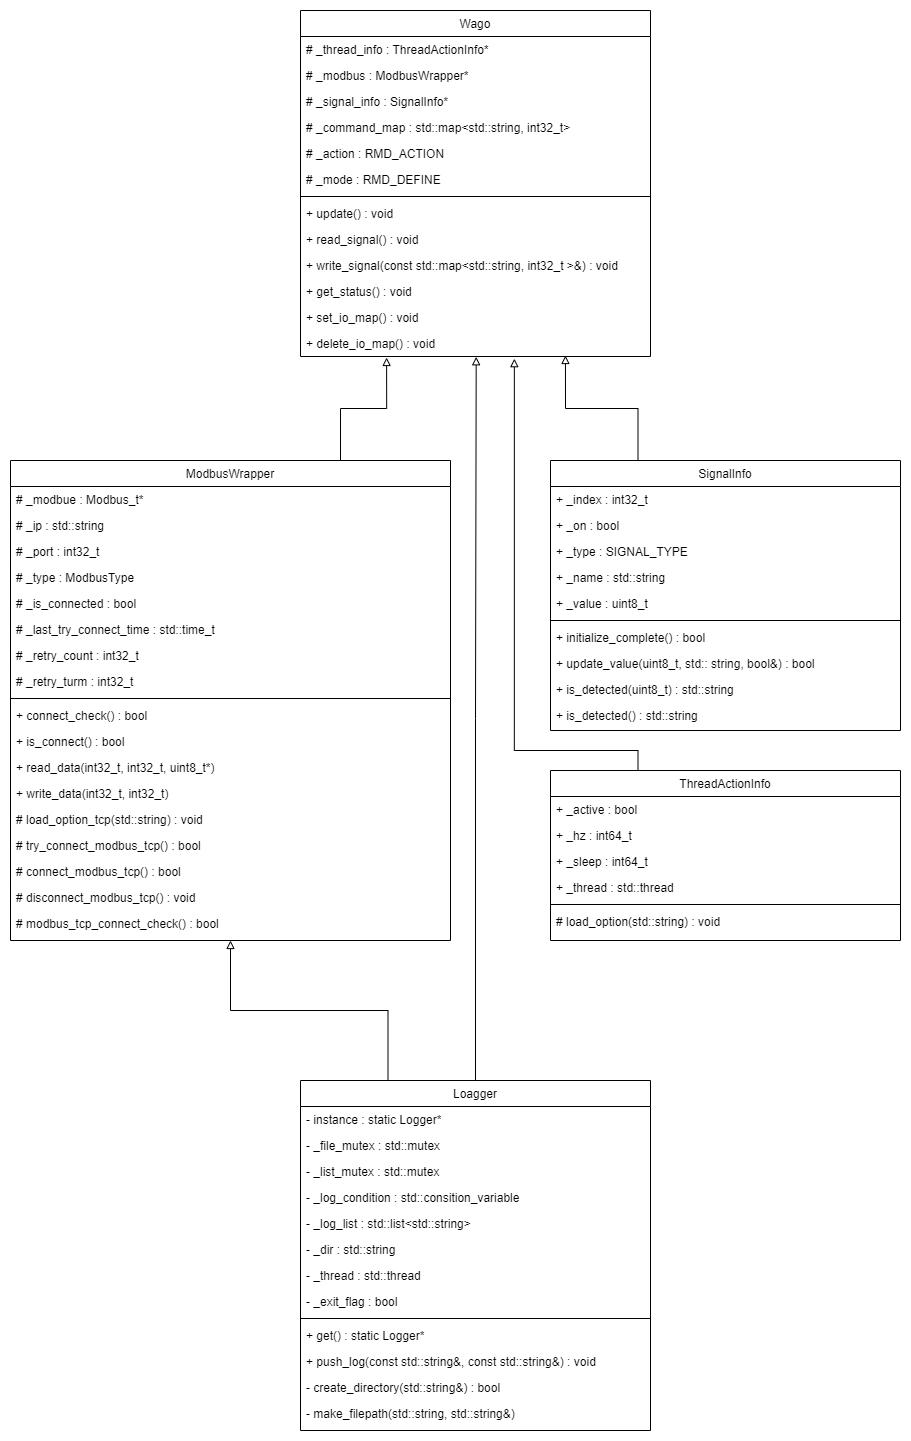 Wago
# _thread_info : ThreadActionInfo*
# _modbus : ModbusWrapper*
# _signal_info : SignalInfo*
# _command_map : std::map<std::string, int32_t>
# _action : RMD_ACTION
# _mode : RMD_DEFINE
+ update() : void
+ read_signal() : void
+ write_signal(const std::map<std::string, int32_t >&) : void
+ get_status() : void
+ set_io_map() : void
+ delete_io_map() : void
ModbusWrapper
# _modbue : Modbus_t*
# _ip : std::string
# _port : int32_t
# _type : ModbusType
# _is_connected : bool
# _last_try_connect_time : std::time_t
# _retry_count : int32_t
# _retry_turm : int32_t
+ connect_check() : bool
+ is_connect() : bool
+ read_data(int32_t, int32_t, uint8_t*)
+ write_data(int32_t, int32_t)
# load_option_tcp(std::string) : void
# try_connect_modbus_tcp() : bool
# connect_modbus_tcp() : bool
# disconnect_modbus_tcp() : void
# modbus_tcp_connect_check() : bool
SignalInfo
+ _index : int32_t
+ _on : bool
+ _type : SIGNAL_TYPE
+ _name : std::string
+ _value : uint8_t
+ initialize_complete() : bool
+ update_value(uint8_t, std:: string, bool&) : bool
+ is_detected(uint8_t) : std::string
+ is_detected() : std::string
ThreadActionInfo
+ _active : bool
+ _hz : int64_t
+ _sleep : int64_t
+ _thread : std::thread
# load_option(std::string) : void
Loagger
- instance : static Logger*
- _file_mutex : std::mutex
- _list_mutex : std::mutex
- _log_condition : std::consition_variable
- _log_list : std::list<std::string>
- _dir : std::string
- _thread : std::thread
- _exit_flag : bool
+ get() : static Logger*
+ push_log(const std::string&, const std::string&) : void
- create_directory(std::string&) : bool
- make_filepath(std::string, std::string&)